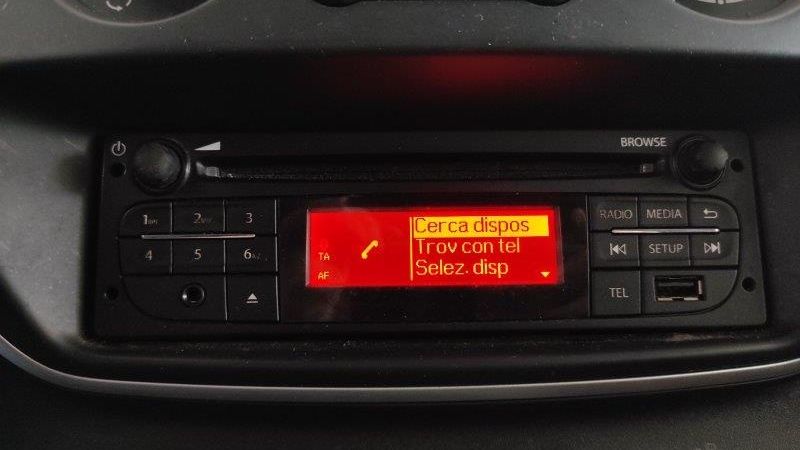 BROWSE
1
2
3
RADIO
MEDIA
4
5
6
SETUP
TEL
TA
AF
Cerca dispos
Trov con tel
Selez. disp